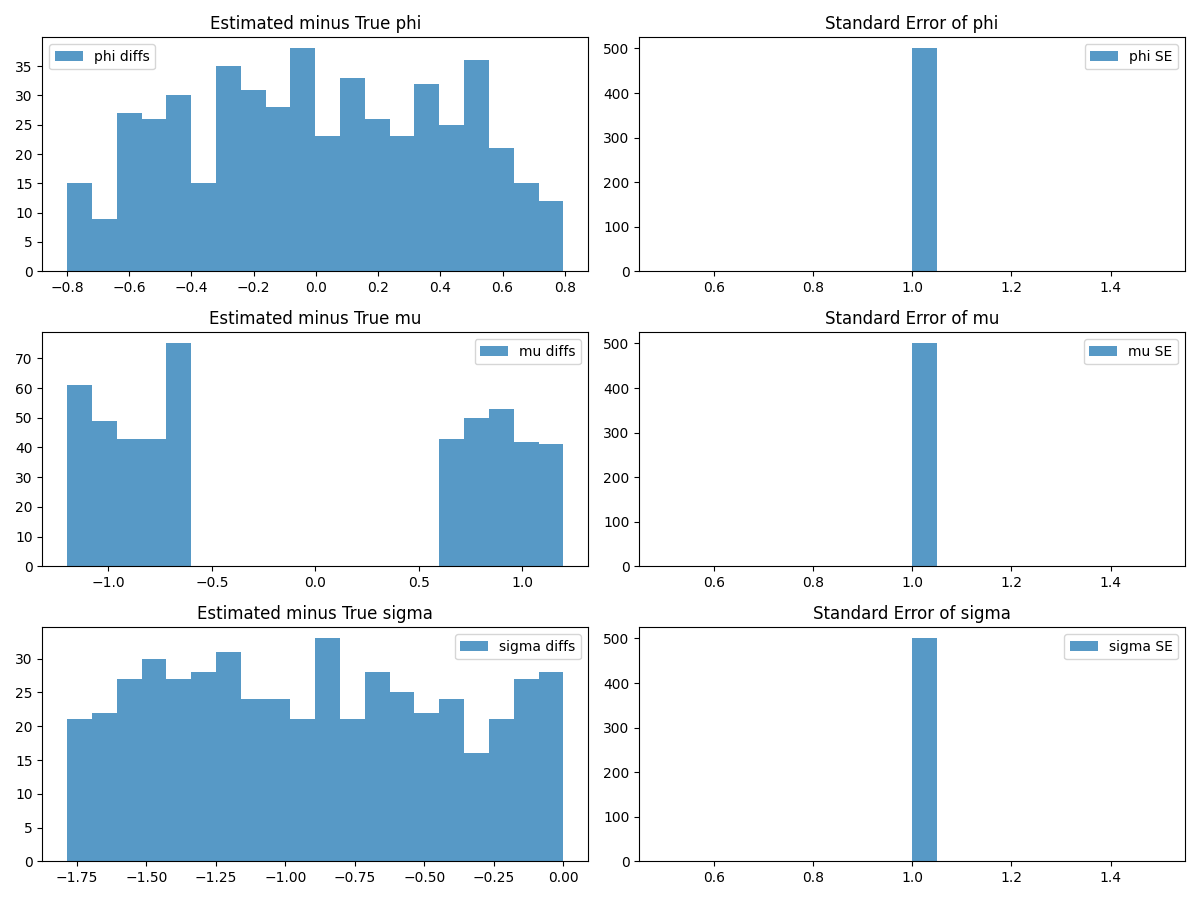 Estimated minus True phi
phi diffs
35
30
25
20
15
10
5
0
−0.8 −0.6 −0.4 −0.2 0.0 0.2 0.4 0.6 0.8
Standard Error of phi
phi SE
500
400
300
200
100
0
0.6 0.8 1.0 1.2 1.4
Estimated minus True mu
mu diffs
70
60
50
40
30
20
10
0
−1.0 −0.5 0.0 0.5 1.0
Standard Error of mu
mu SE
500
400
300
200
100
0
0.6 0.8 1.0 1.2 1.4
Estimated minus True sigma
sigma diffs
30
25
20
15
10
5
0
−1.75 −1.50 −1.25 −1.00 −0.75 −0.50 −0.25 0.00
Standard Error of sigma
sigma SE
500
400
300
200
100
0
0.6 0.8 1.0 1.2 1.4